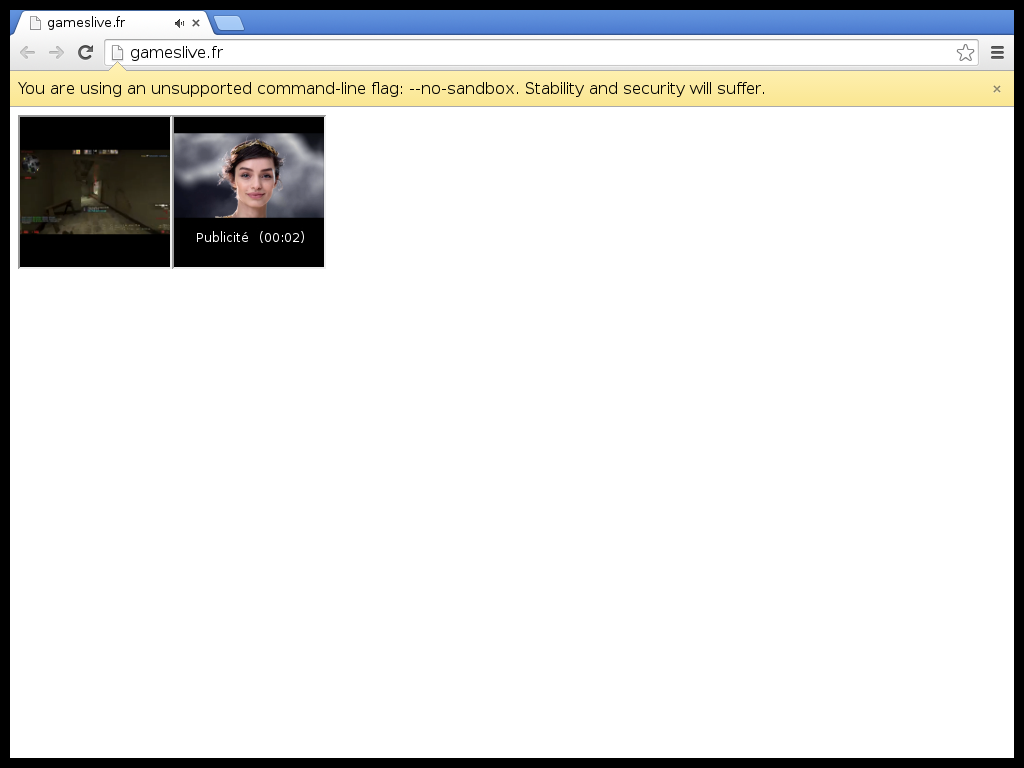 gameslive.fr
gameslive.fr
You are using an unsupported command-line flag: --no-sandbox. Stability and security will suffer.
Publicité (00:02)